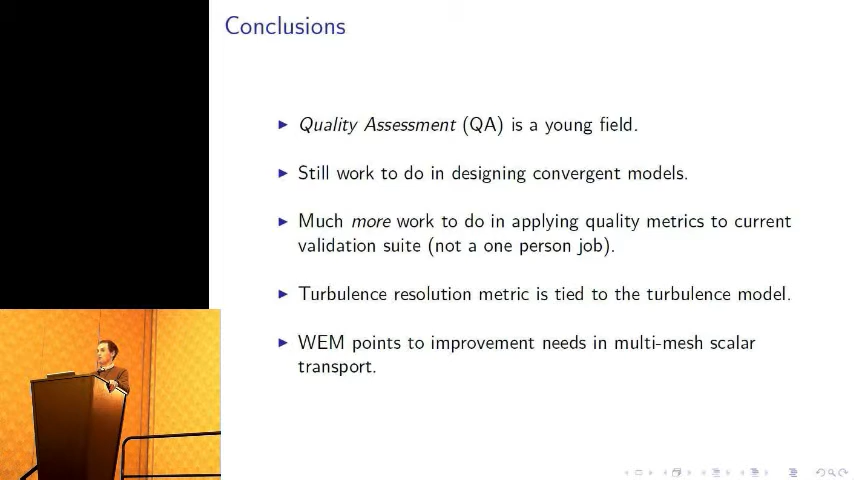 Conclusions
Quality Assessment (QA) is a young field.
Still work to do in designing convergent models.
Much more work to do in applying quality metrics to current
validation suite (not a one person job).
Turbulence resolution metric is tied to the turbulence model.
WEM points to improvement needs in multi-mesh scalar
transport.